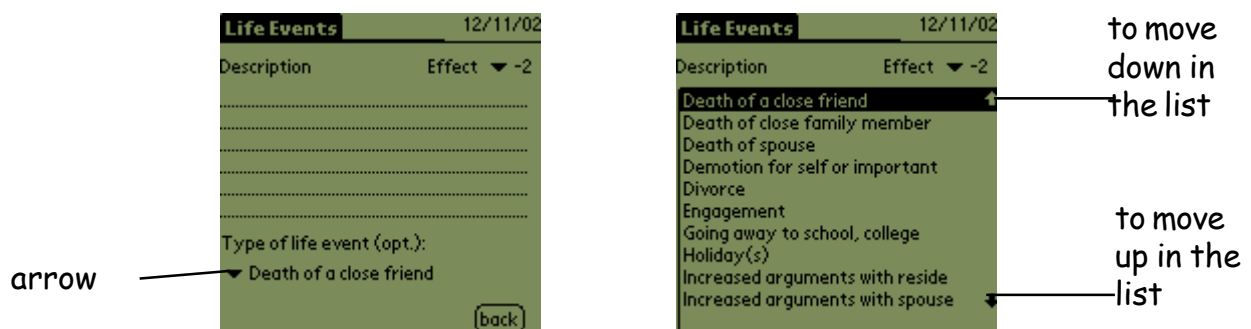 Life Events 12/11/02
Description Effect -2
Type of life event (opt.):
Death of a close friend
back
arrow
Life Events 12/11/02
Description Effect -2
Death of a close friend
Death of close family member
Death of spouse
Demotion for self or important
Divorce
Engagement
Going away to school, college
Holiday(s)
Increased arguments with reside
Increased arguments with spouse
to move
down in
the list
to move
up in the
list